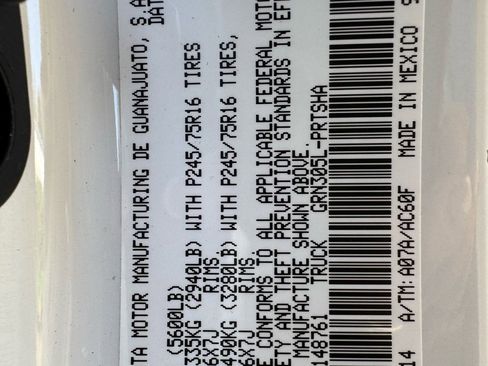 TA MOTOR MANUFACTURING DE GUANAJUATO, S.A
DAT
(5600LB)
335KG (2940LB) WITH P245/75R16 TIRES
6X7J RIMS.
490KG (3280LB) WITH P245/75R16 TIRES,
6X7J RIMS.
E CONFORMS TO ALL APPLICABLE FEDERAL MOTO
ETY AND THEFT PREVENTION STANDARDS IN EFF
MANUFACTURE SHOWN ABOVE.
148761 TRUCK GRN305L-PRTSHA
14 A/TM: A07A/AC60F MADE IN MEXICO 9